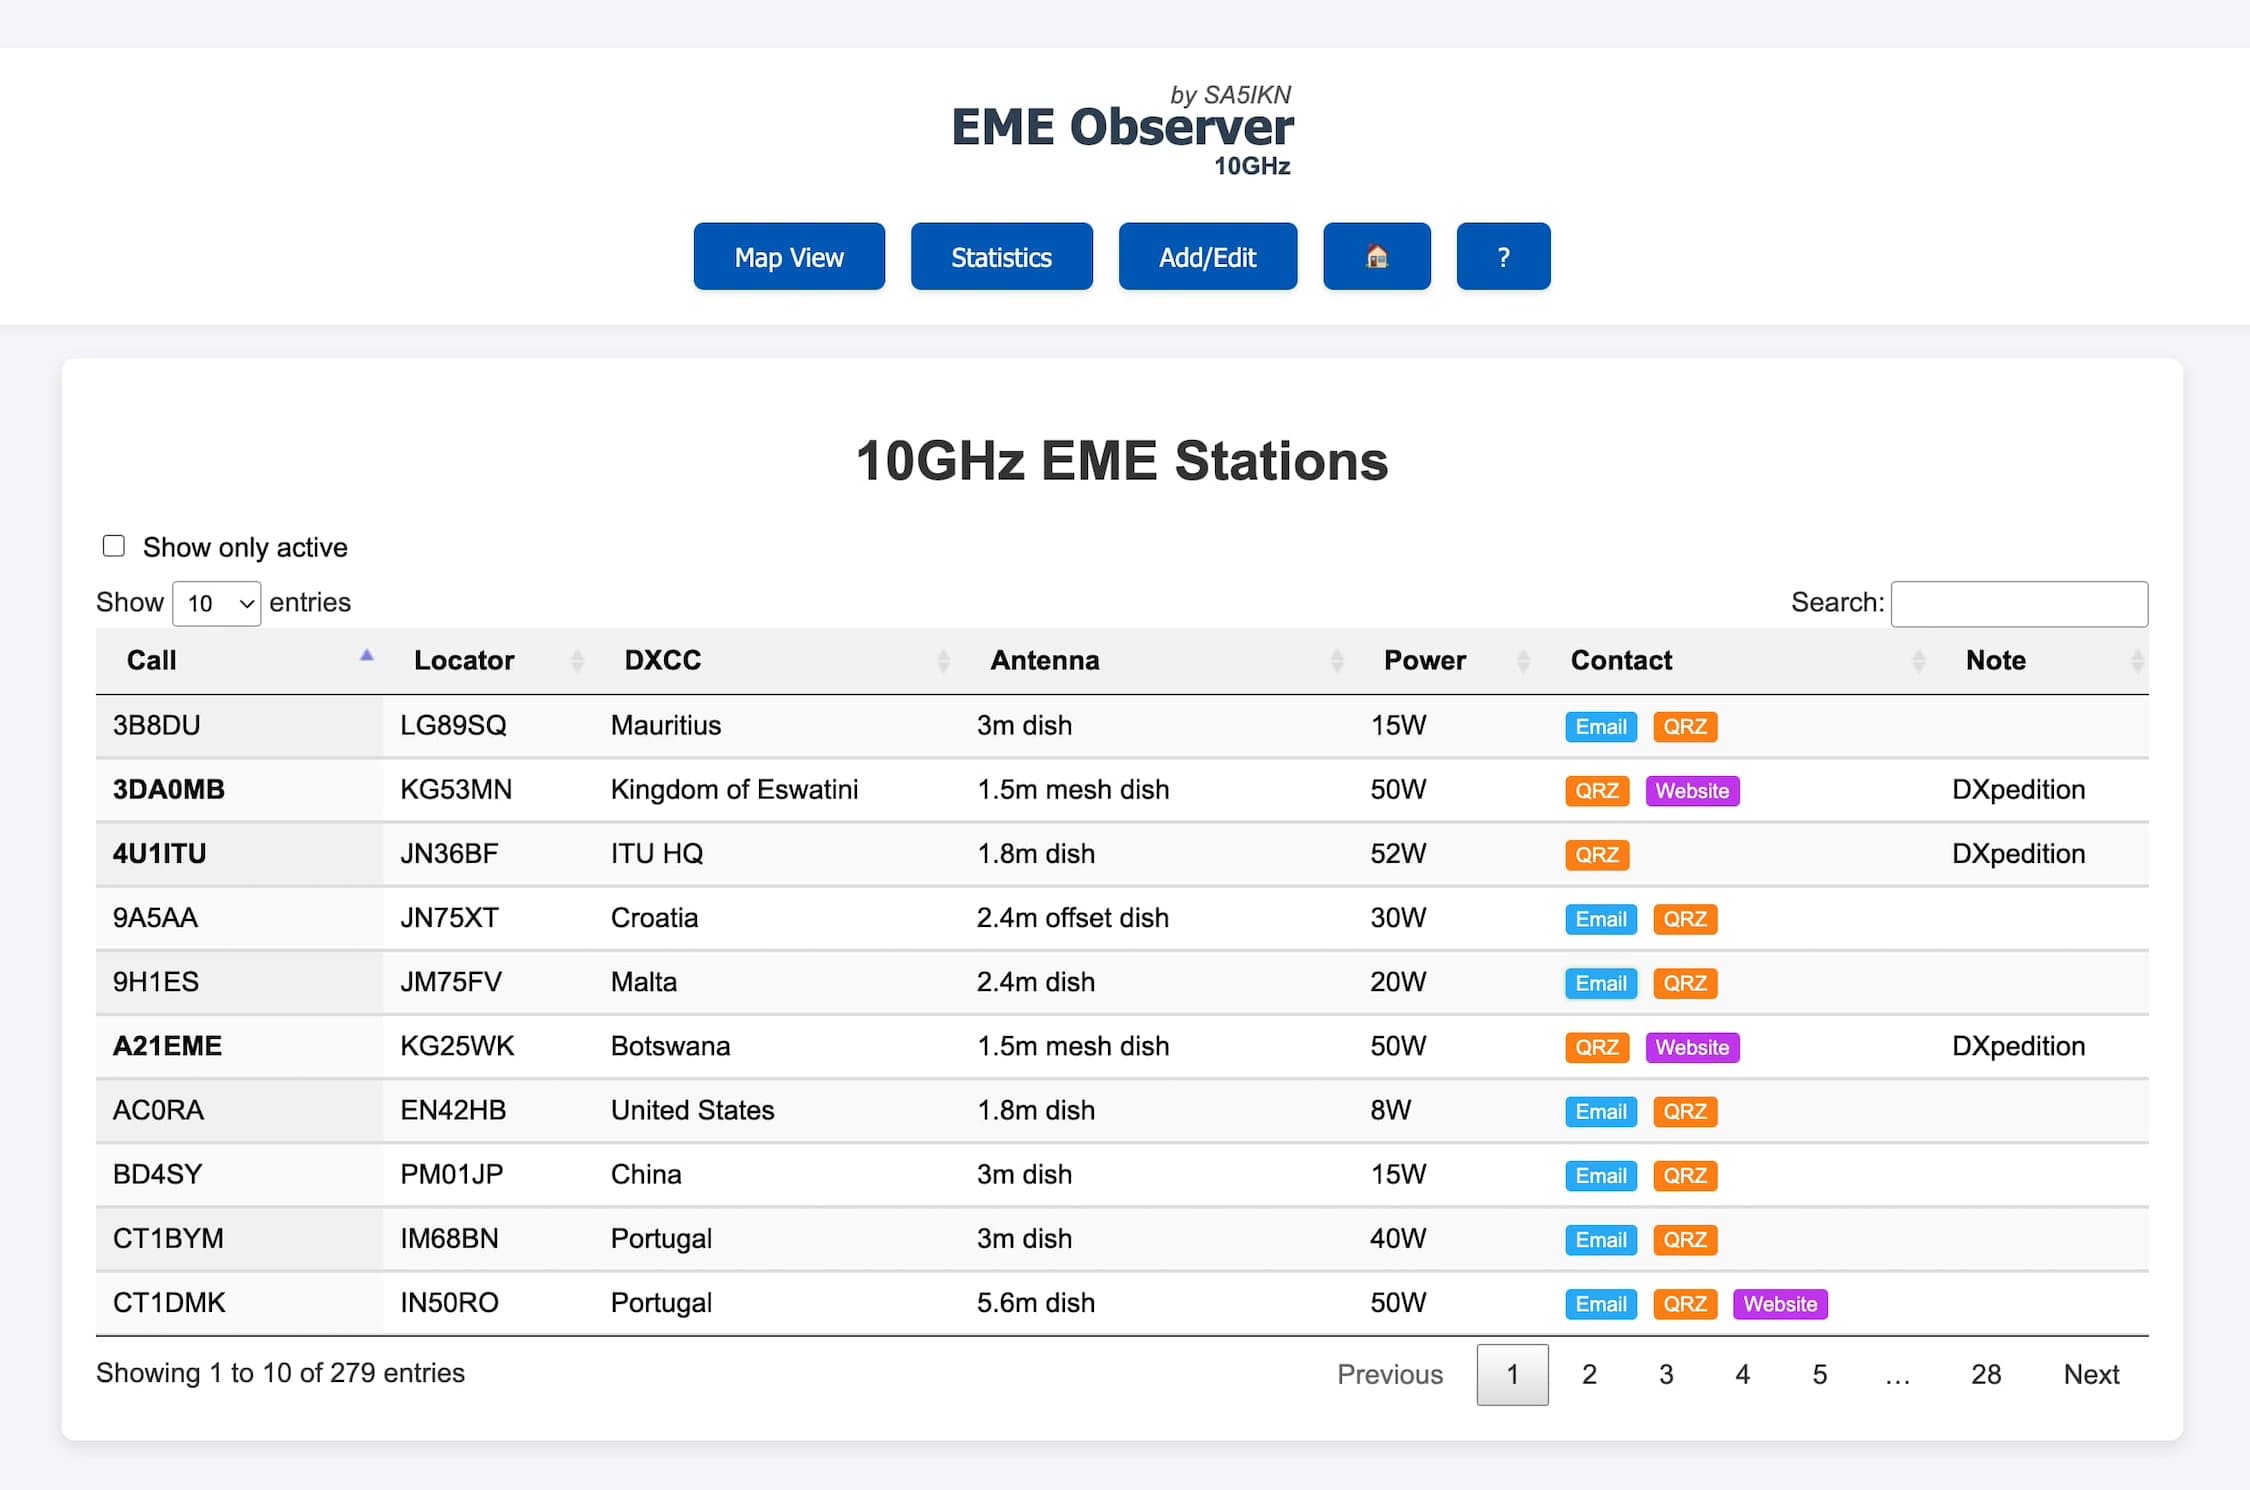 by SA5IKN
EME Observer
10GHz
Map View Statistics Add/Edit ?
10GHz EME Stations
Show only active
Show 10 entries Search:
Call Locator DXCC Antenna Power Contact Note
3B8DU LG89SQ Mauritius 3m dish 15W Email QRZ
3DA0MB KG53MN Kingdom of Eswatini 1.5m mesh dish 50W QRZ Website DXpedition
4U1ITU JN36BF ITU HQ 1.8m dish 52W QRZ DXpedition
9A5AA JN75XT Croatia 2.4m offset dish 30W Email QRZ
9H1ES JM75FV Malta 2.4m dish 20W Email QRZ
A21EME KG25WK Botswana 1.5m mesh dish 50W QRZ Website DXpedition
AC0RA EN42HB United States 1.8m dish 8W Email QRZ
BD4SY PM01JP China 3m dish 15W Email QRZ
CT1BYM IM68BN Portugal 3m dish 40W Email QRZ
CT1DMK IN50RO Portugal 5.6m dish 50W Email QRZ Website
Showing 1 to 10 of 279 entries Previous 1 2 3 4 5 … 28 Next